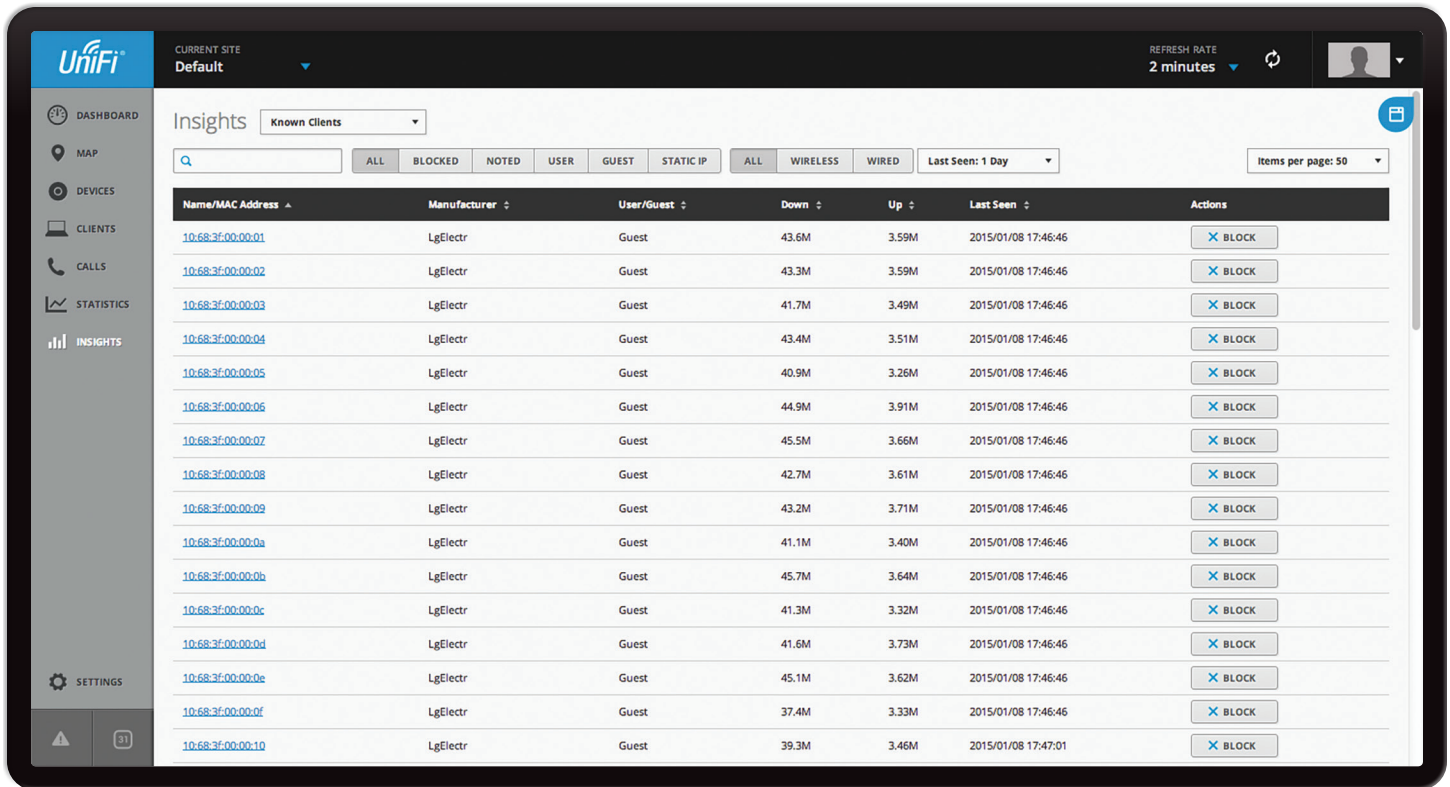 UniFi®
CURRENT SITE
Default
REFRESH RATE
2 minutes
DASHBOARD
MAP
DEVICES
CLIENTS
CALLS
STATISTICS
INSIGHTS
SETTINGS
31
Insights Known Clients
ALL BLOCKED NOTED USER GUEST STATIC IP ALL WIRELESS WIRED Last Seen: 1 Day Items per page: 50
Name/MAC Address Manufacturer User/Guest Down Up Last Seen Actions
10:68:3f:00:00:01 LgElectr Guest 43.6M 3.59M 2015/01/08 17:46:46 BLOCK
10:68:3f:00:00:02 LgElectr Guest 43.3M 3.59M 2015/01/08 17:46:46 BLOCK
10:68:3f:00:00:03 LgElectr Guest 41.7M 3.49M 2015/01/08 17:46:46 BLOCK
10:68:3f:00:00:04 LgElectr Guest 43.4M 3.51M 2015/01/08 17:46:46 BLOCK
10:68:3f:00:00:05 LgElectr Guest 40.9M 3.26M 2015/01/08 17:46:46 BLOCK
10:68:3f:00:00:06 LgElectr Guest 44.9M 3.91M 2015/01/08 17:46:46 BLOCK
10:68:3f:00:00:07 LgElectr Guest 45.5M 3.66M 2015/01/08 17:46:46 BLOCK
10:68:3f:00:00:08 LgElectr Guest 42.7M 3.61M 2015/01/08 17:46:46 BLOCK
10:68:3f:00:00:09 LgElectr Guest 43.2M 3.71M 2015/01/08 17:46:46 BLOCK
10:68:3f:00:00:0a LgElectr Guest 41.1M 3.40M 2015/01/08 17:46:46 BLOCK
10:68:3f:00:00:0b LgElectr Guest 45.7M 3.64M 2015/01/08 17:46:46 BLOCK
10:68:3f:00:00:0c LgElectr Guest 41.3M 3.32M 2015/01/08 17:46:46 BLOCK
10:68:3f:00:00:0d LgElectr Guest 41.6M 3.73M 2015/01/08 17:46:46 BLOCK
10:68:3f:00:00:0e LgElectr Guest 45.1M 3.62M 2015/01/08 17:46:46 BLOCK
10:68:3f:00:00:0f LgElectr Guest 37.4M 3.33M 2015/01/08 17:46:46 BLOCK
10:68:3f:00:00:10 LgElectr Guest 39.3M 3.46M 2015/01/08 17:47:01 BLOCK